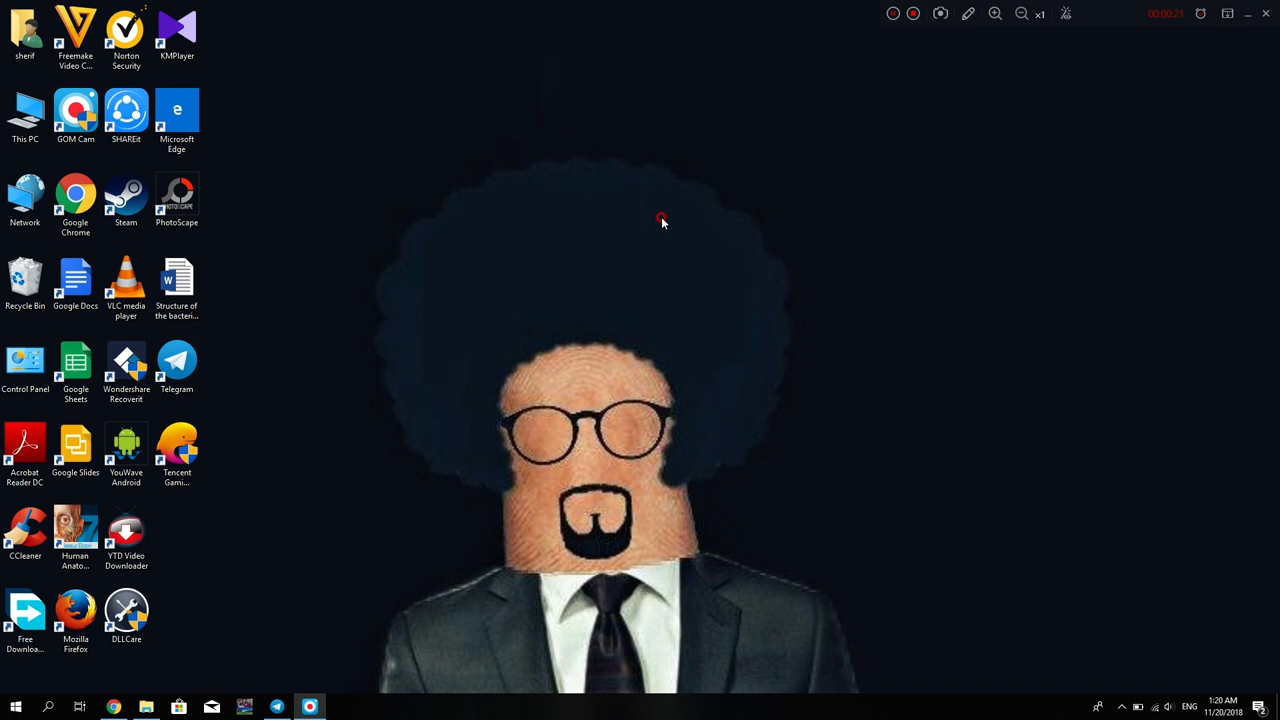 x1
00:00:21
sherif
Freemake
Video C...
Norton
Security
KMPlayer
This PC
GOM Cam
SHAREit
Microsoft
Edge
Network
Google
Chrome
Steam
PHOTOSCAPE
PhotoScape
Recycle Bin
Google Docs
VLC media
player
Structure of
the bacteri...
Control Panel
Google
Sheets
Wondershare
Recoverit
Telegram
Acrobat
Reader DC
Google Slides
YouWave
Android
Tencent
Gami...
CCleaner
Human
Anato...
YTD Video
Downloader
Free
Downloa...
Mozilla
Firefox
DLLCare
ENG
1:20 AM
11/20/2018